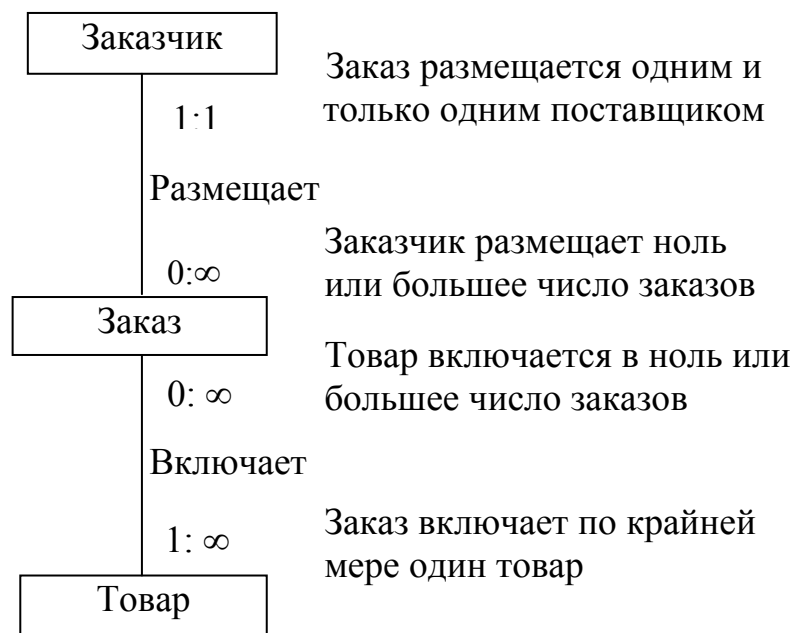 Заказчик
Заказ размещается одним и
только одним поставщиком
1:1
Размещает
Заказчик размещает ноль
или большее число заказов
0:∞
Заказ
Товар включается в ноль или
большее число заказов
0: ∞
Включает
Заказ включает по крайней
мере один товар
1: ∞
Товар